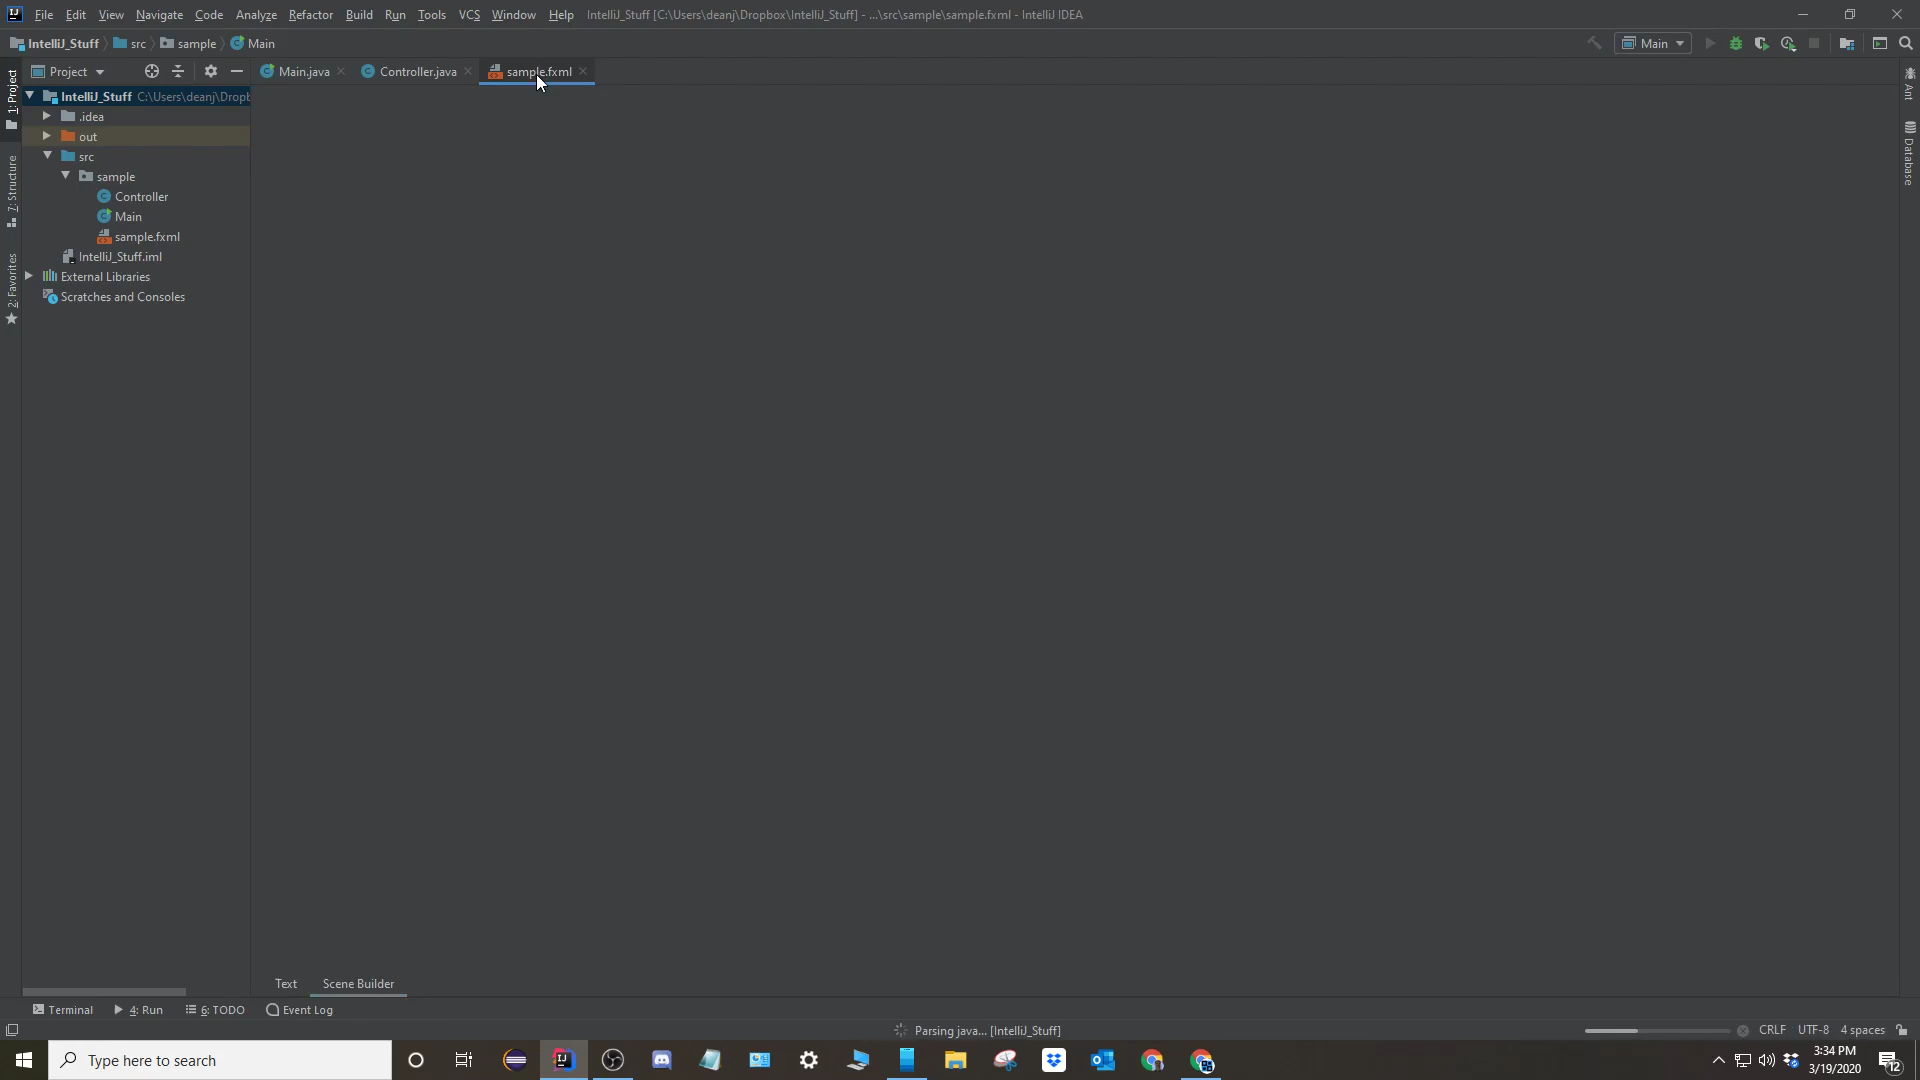 File Edit View Navigate Code Analyze Refactor Build Run Tools VCS Window Help IntelliJ_Stuff [C:\Users\deanj\Dropbox\IntelliJ_Stuff] - ...\src\sample\sample.fxml - IntelliJ IDEA
IntelliJ_Stuff src sample Main Main
Project Main.java Controller.java sample.fxml
1: Project
7: Structure
2: Favorites
IntelliJ_Stuff C:\Users\deanj\Dropb
.idea
out
src
sample
Controller
Main
sample.fxml
IntelliJ_Stuff.iml
External Libraries
Scratches and Consoles
Ant
Database
Text Scene Builder
Terminal 4: Run 6: TODO Event Log
Parsing java... [IntelliJ_Stuff] CRLF UTF-8 4 spaces
Type here to search
3:34 PM
3/19/2020
12